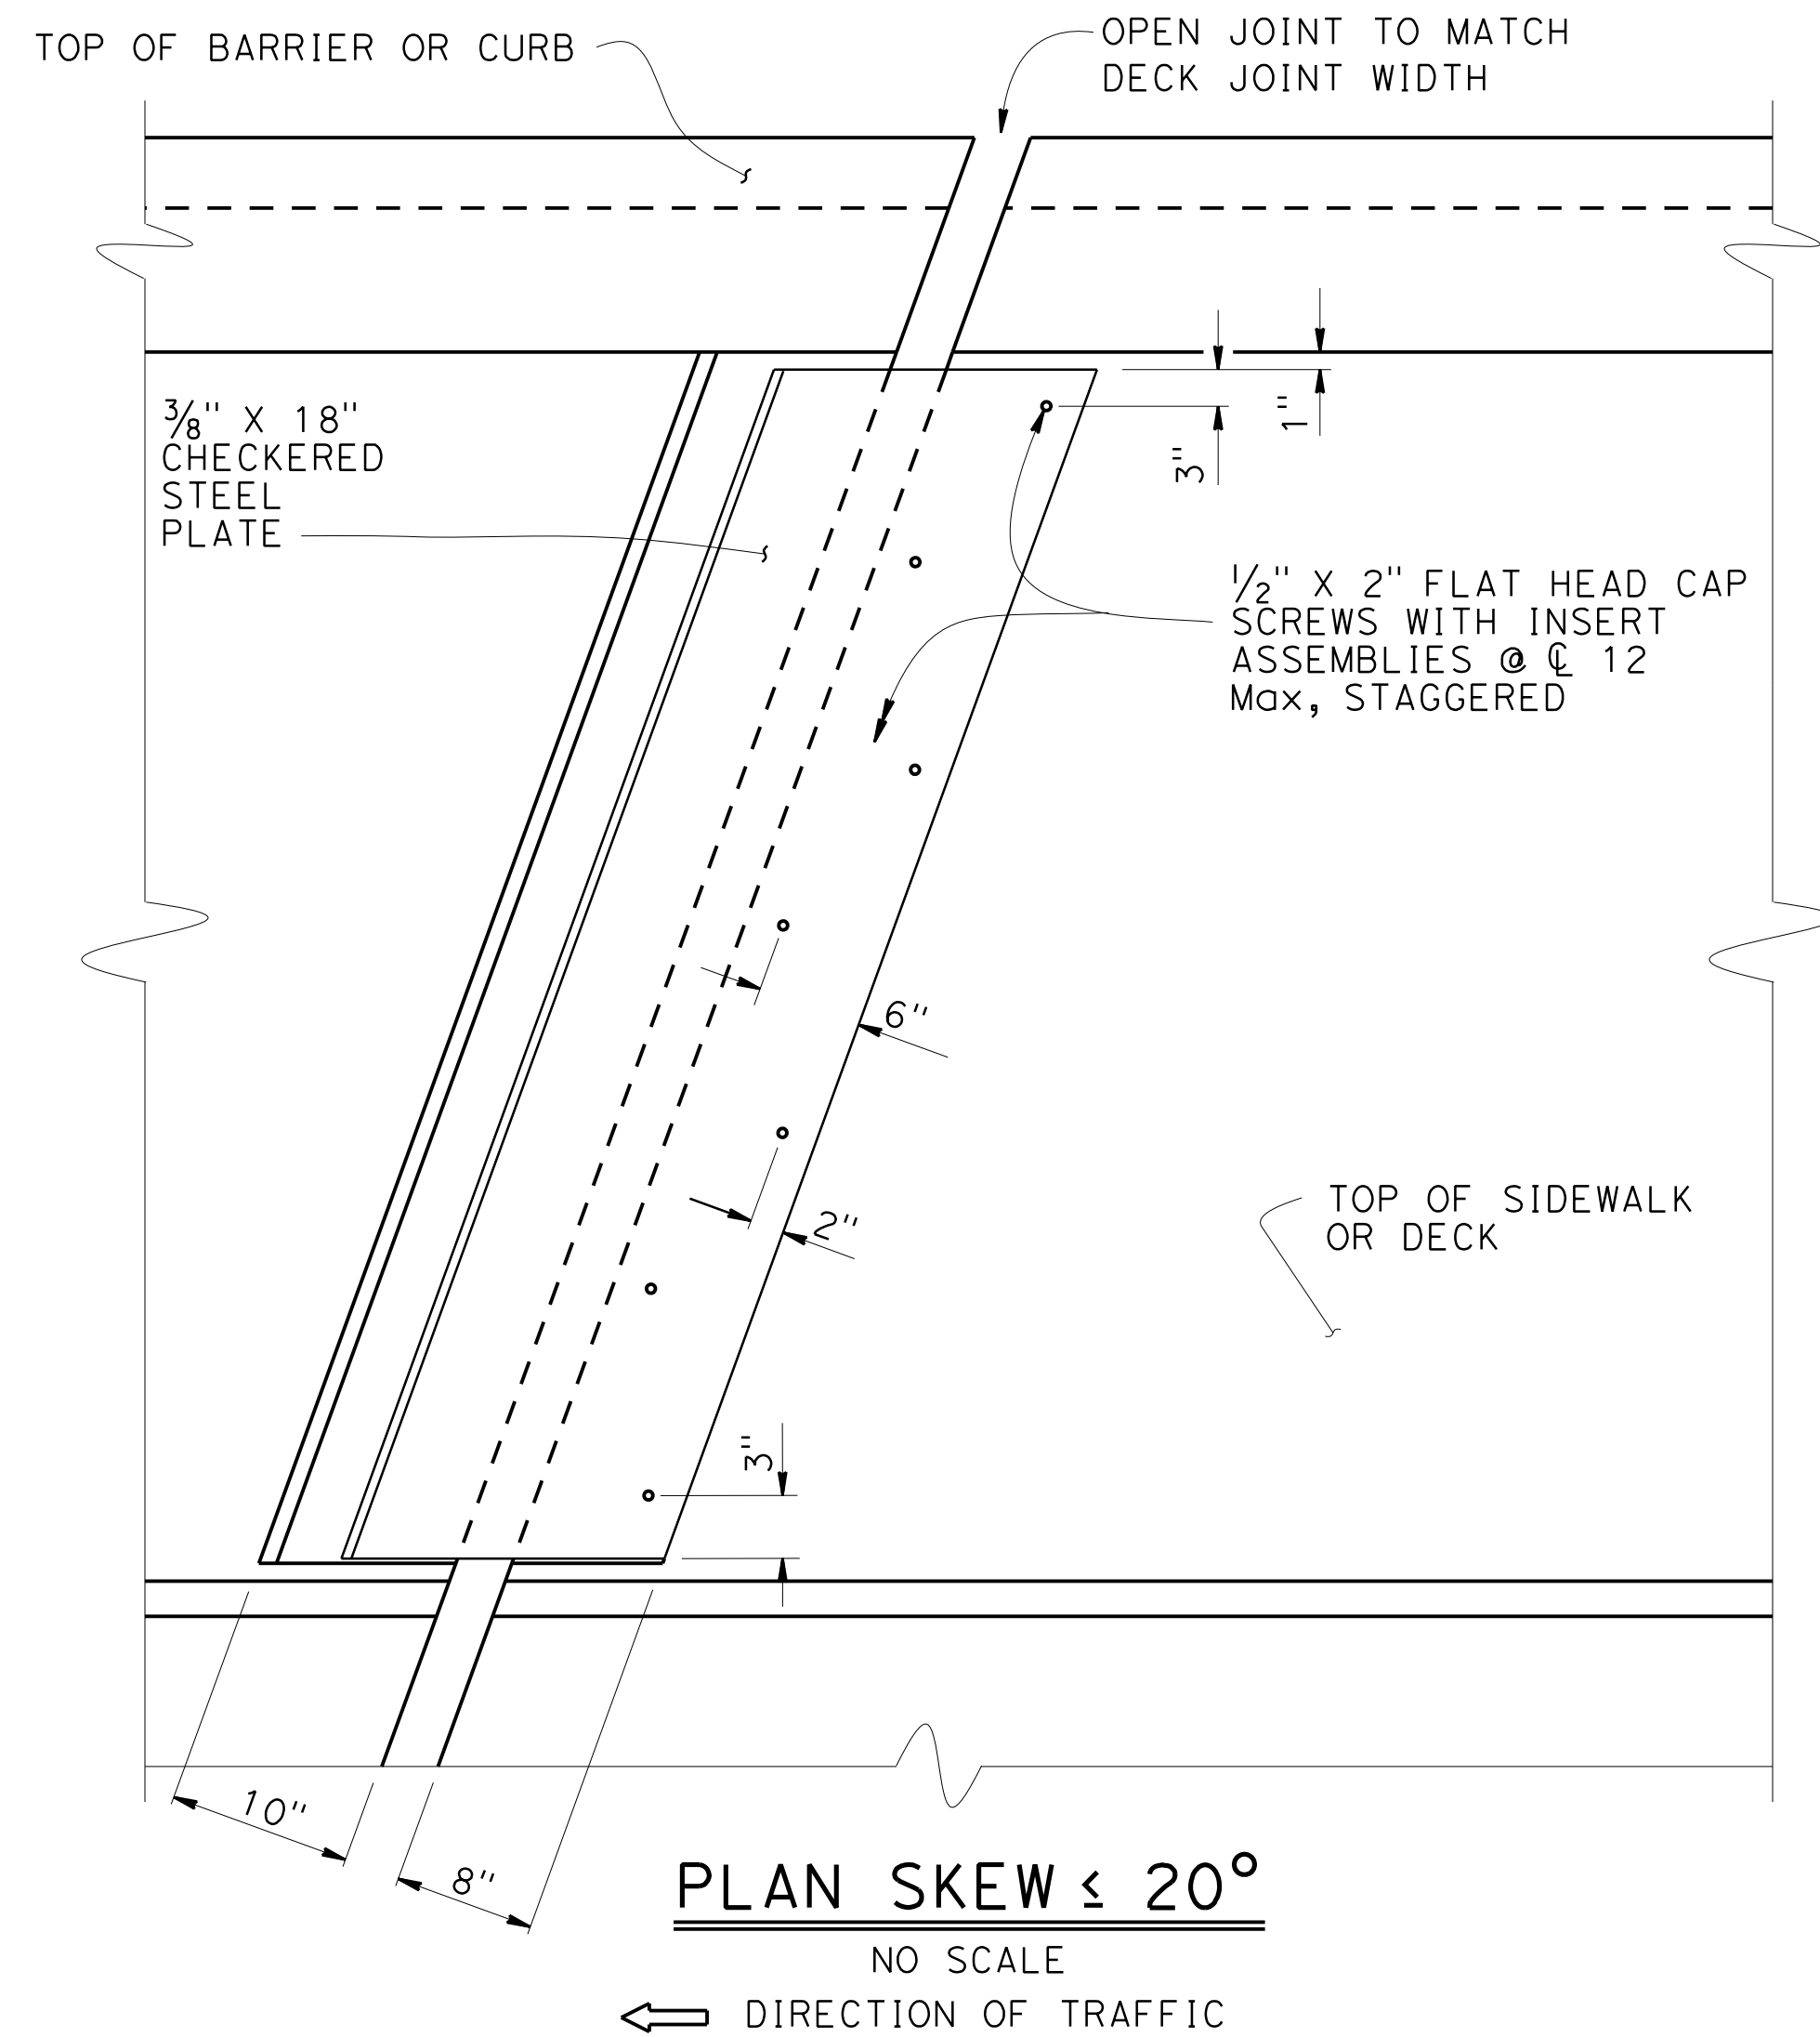 TOP OF BARRIER OR CURB
OPEN JOINT TO MATCH
DECK JOINT WIDTH
3/8" X 18"
CHECKERED
STEEL
PLATE
1"
3"
1/2" X 2" FLAT HEAD CAP
SCREWS WITH INSERT
ASSEMBLIES @ ℄ 12
Max, STAGGERED
6"
2"
TOP OF SIDEWALK
OR DECK
3"
10"
8"
PLAN SKEW ≤ 20°
NO SCALE
DIRECTION OF TRAFFIC